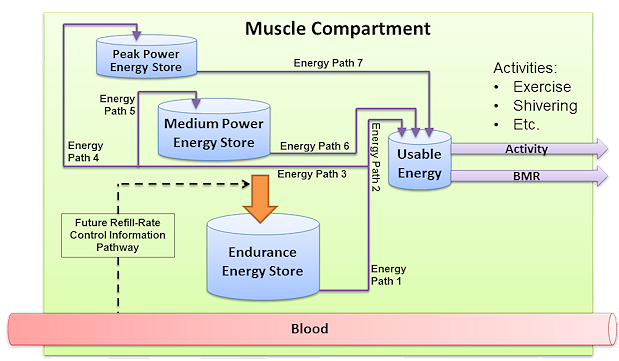 Muscle Compartment
Peak Power
Energy Store
Energy Path 7
Activities:
• Exercise
• Shivering
• Etc.
Energy
Path 5
Medium Power
Energy Store
Energy Path 6
Energy
Path 4
Energy Path 3
Energy Path 2
Usable
Energy
Activity
BMR
Future Refill-Rate
Control Information
Pathway
Endurance
Energy Store
Energy
Path 1
Blood